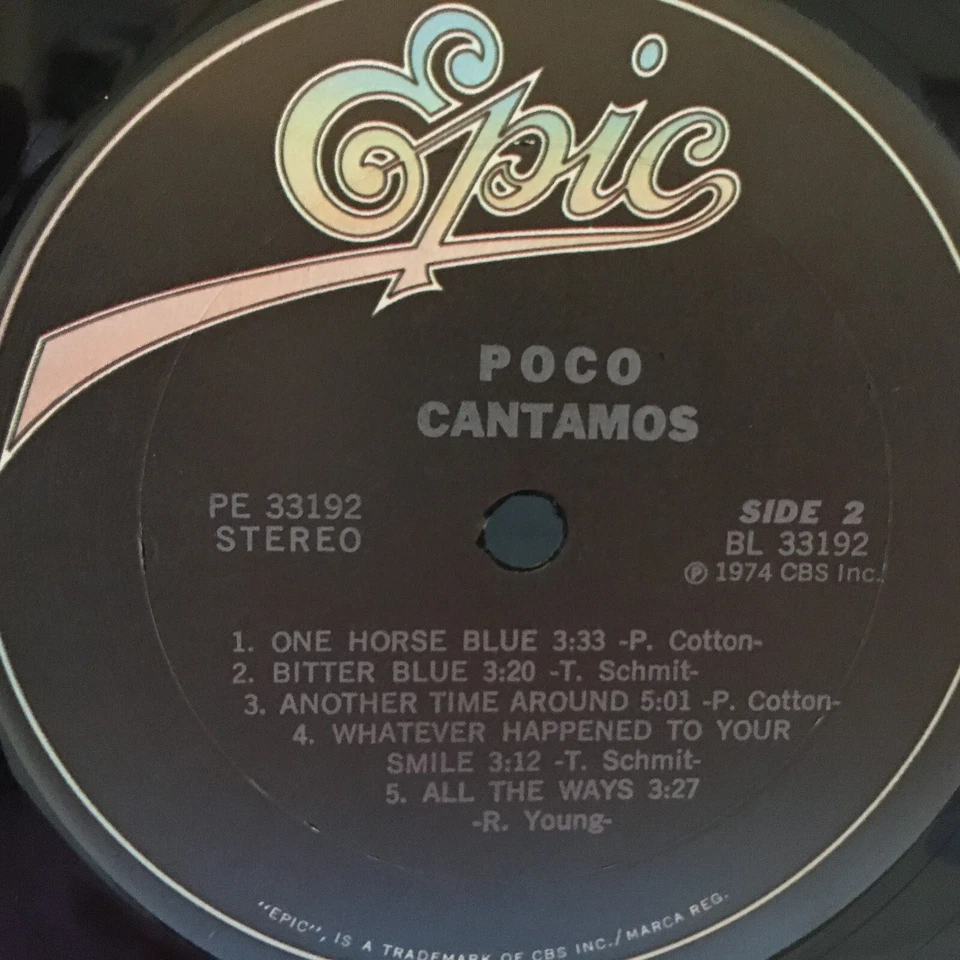 Epic
POCO
CANTAMOS
PE 33192
STEREO
SIDE 2
BL 33192
Ⓟ 1974 CBS Inc.
1. ONE HORSE BLUE 3:33 -P. Cotton-
2. BITTER BLUE 3:20 -T. Schmit-
3. ANOTHER TIME AROUND 5:01 -P. Cotton-
4. WHATEVER HAPPENED TO YOUR
SMILE 3:12 -T. Schmit-
5. ALL THE WAYS 3:27
-R. Young-
"EPIC", IS A TRADEMARK OF CBS INC./MARCA REG.